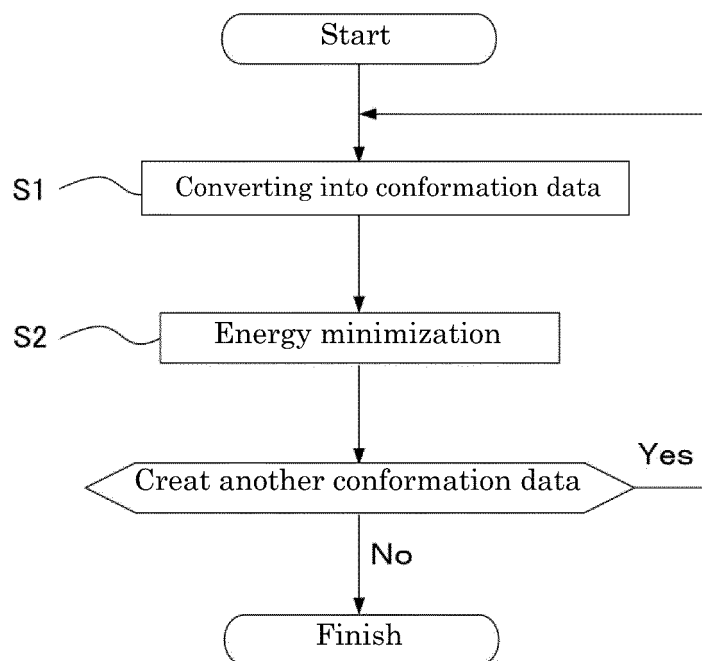 Start
S1
Converting into conformation data
S2
Energy minimization
Yes
Creat another conformation data
No
Finish